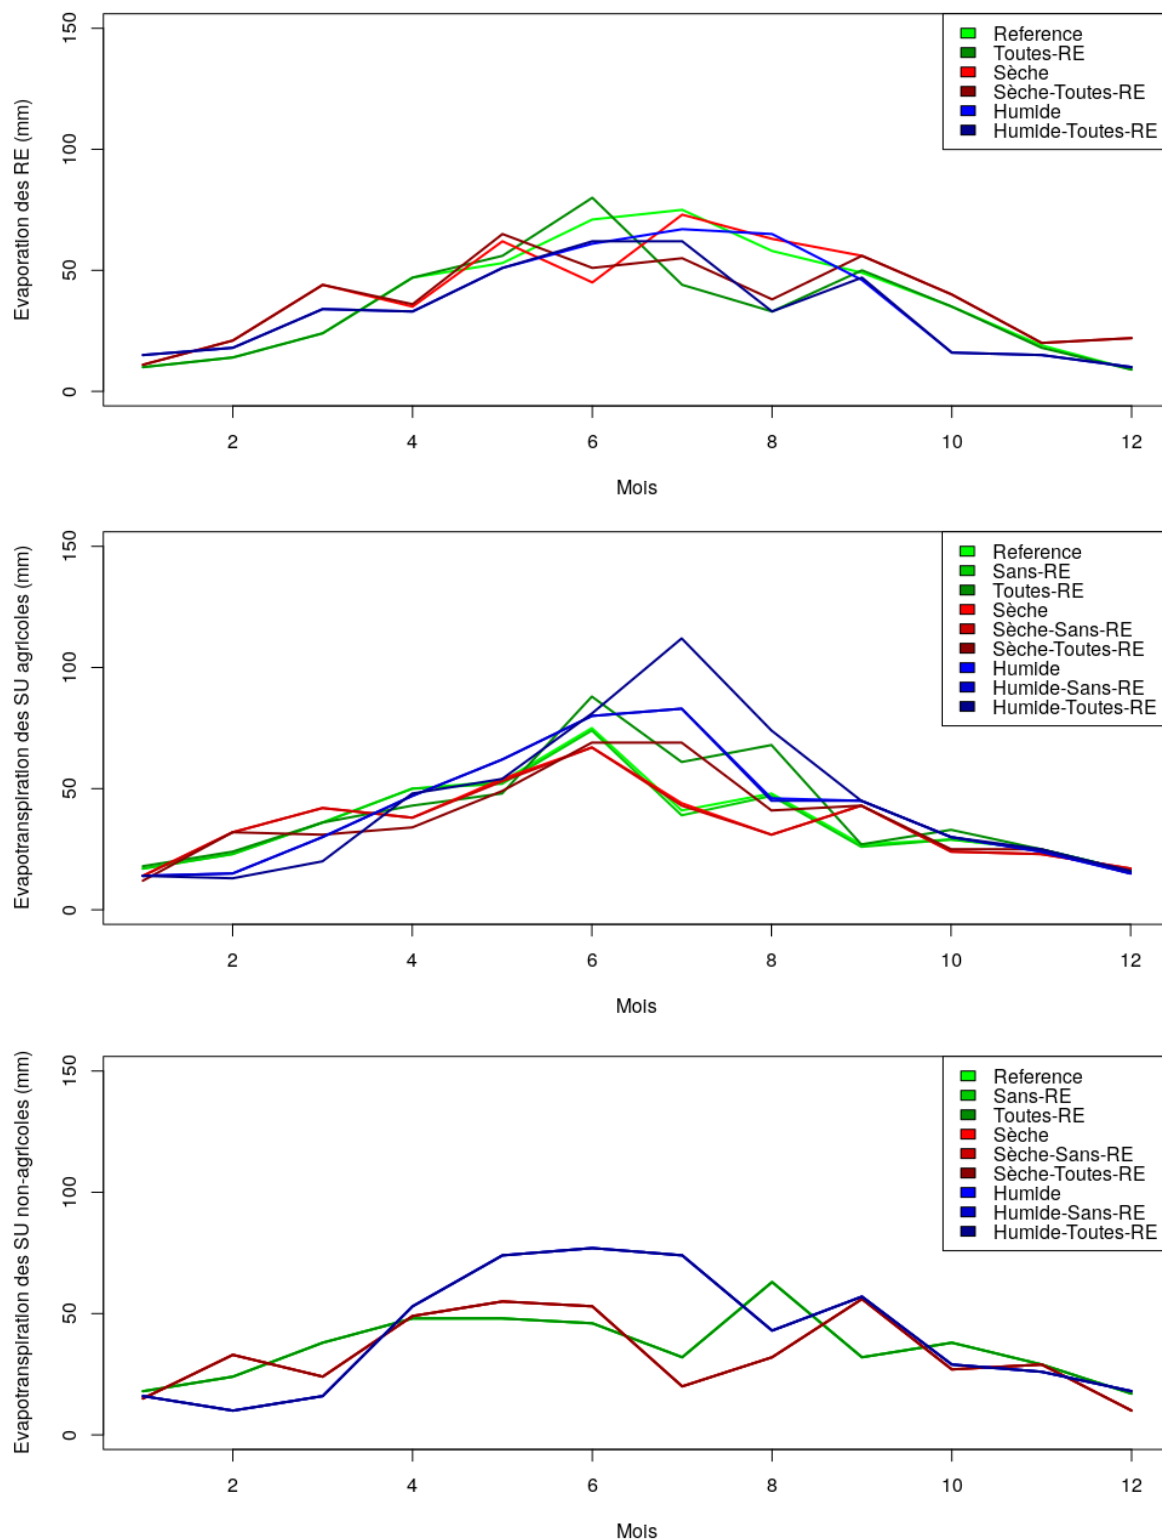 Evaporation des RE (mm)
150
100
50
0
Reference
Toutes-RE
Sèche
Sèche-Toutes-RE
Humide
Humide-Toutes-RE
2 4 6 8 10 12
Mois
Evapotranspiration des SU agricoles (mm)
150
100
50
0
Reference
Sans-RE
Toutes-RE
Sèche
Sèche-Sans-RE
Sèche-Toutes-RE
Humide
Humide-Sans-RE
Humide-Toutes-RE
2 4 6 8 10 12
Mois
Evapotranspiration des SU non-agricoles (mm)
150
100
50
0
Reference
Sans-RE
Toutes-RE
Sèche
Sèche-Sans-RE
Sèche-Toutes-RE
Humide
Humide-Sans-RE
Humide-Toutes-RE
2 4 6 8 10 12
Mois